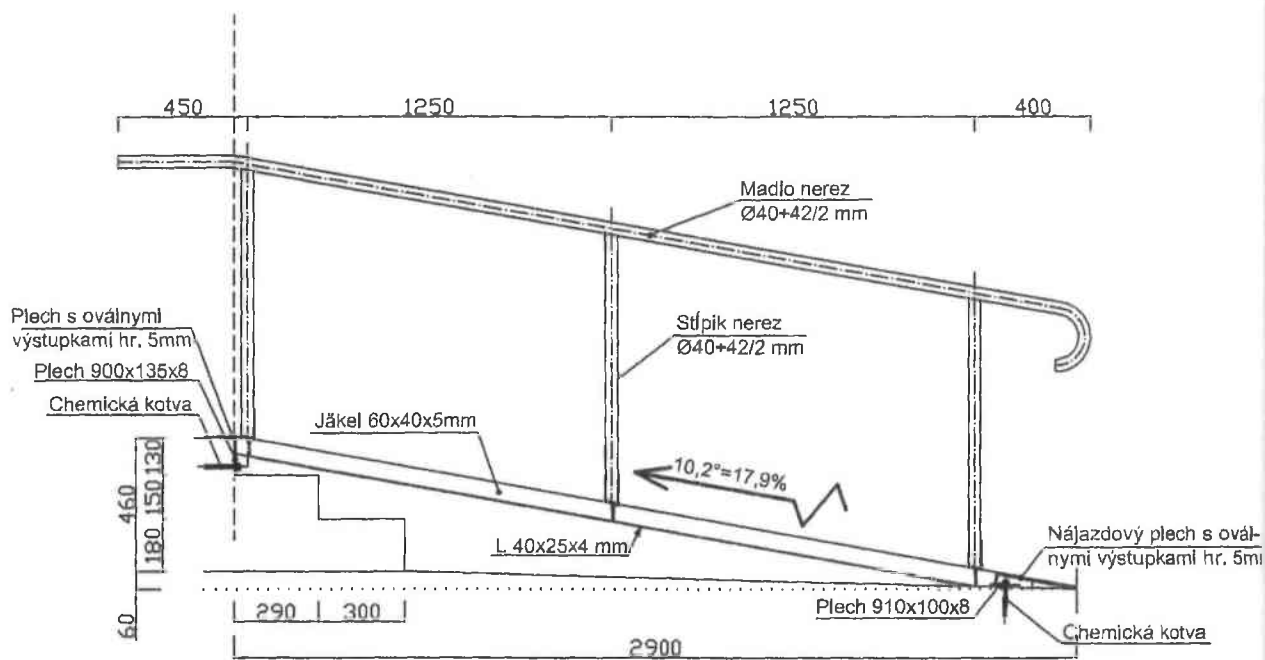 450 1250 1250 400
Madlo nerez
Ø40+42/2 mm
Plech s oválnymi
výstupkami hr. 5mm
Stĺpik nerez
Ø40+42/2 mm
Plech 900x135x8
Chemická kotva
Jäkel 60x40x5mm
10,2°=17,9%
460
130
150
180
60
L 40x25x4 mm
Nájazdový plech s ovál-
nymi výstupkami hr. 5m
290 300
Plech 910x100x8
Chemická kotva
2900